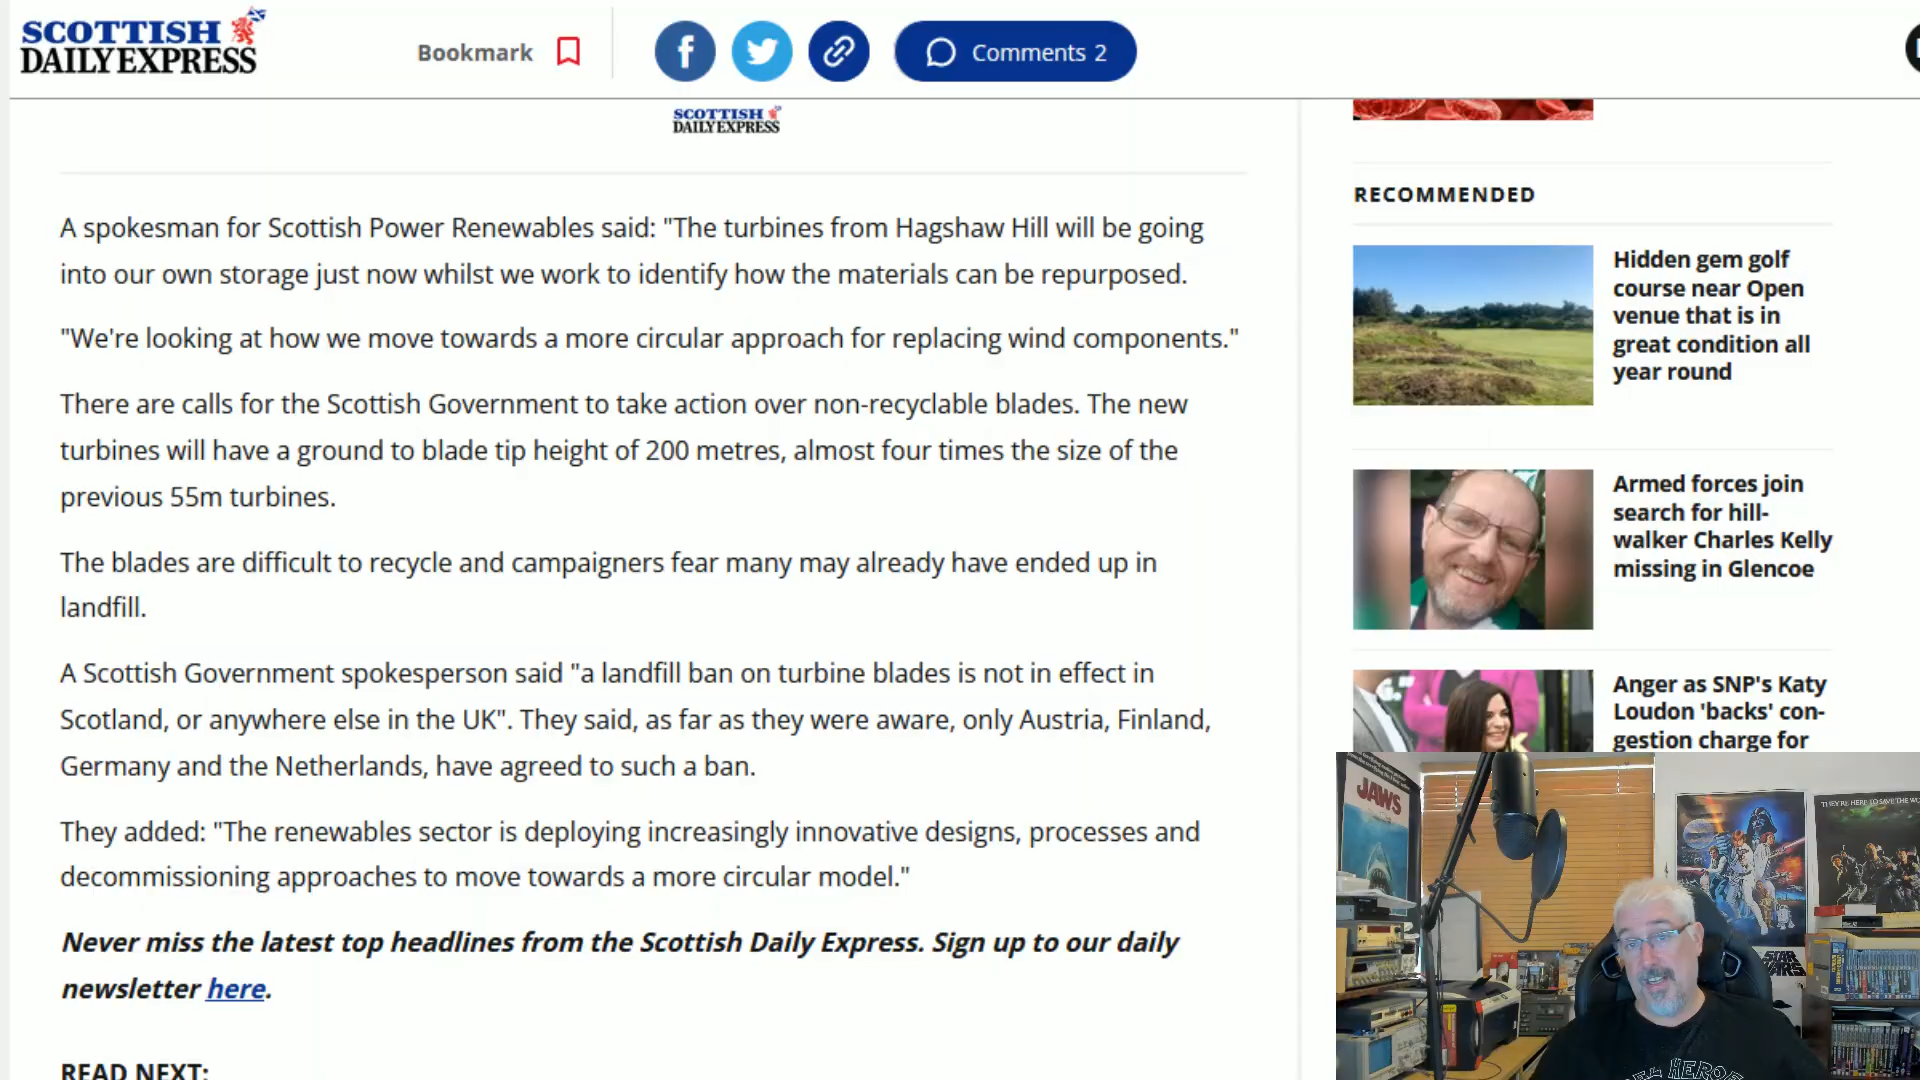 SCOTTISH
DAILY EXPRESS
Bookmark
Comments 2
SCOTTISH
DAILY EXPRESS
A spokesman for Scottish Power Renewables said: "The turbines from Hagshaw Hill will be going
into our own storage just now whilst we work to identify how the materials can be repurposed.
"We're looking at how we move towards a more circular approach for replacing wind components."
There are calls for the Scottish Government to take action over non-recyclable blades. The new
turbines will have a ground to blade tip height of 200 metres, almost four times the size of the
previous 55m turbines.
The blades are difficult to recycle and campaigners fear many may already have ended up in
landfill.
A Scottish Government spokesperson said "a landfill ban on turbine blades is not in effect in
Scotland, or anywhere else in the UK". They said, as far as they were aware, only Austria, Finland,
Germany and the Netherlands, have agreed to such a ban.
They added: "The renewables sector is deploying increasingly innovative designs, processes and
decommissioning approaches to move towards a more circular model."
Never miss the latest top headlines from the Scottish Daily Express. Sign up to our daily
newsletter here.
READ NEXT:
RECOMMENDED
Hidden gem golf
course near Open
venue that is in
great condition all
year round
Armed forces join
search for hill-
walker Charles Kelly
missing in Glencoe
Anger as SNP's Katy
Loudon 'backs' con-
gestion charge for
JAWS
THEY'RE HERE TO SAVE THE
STAR
WARS
HEROE